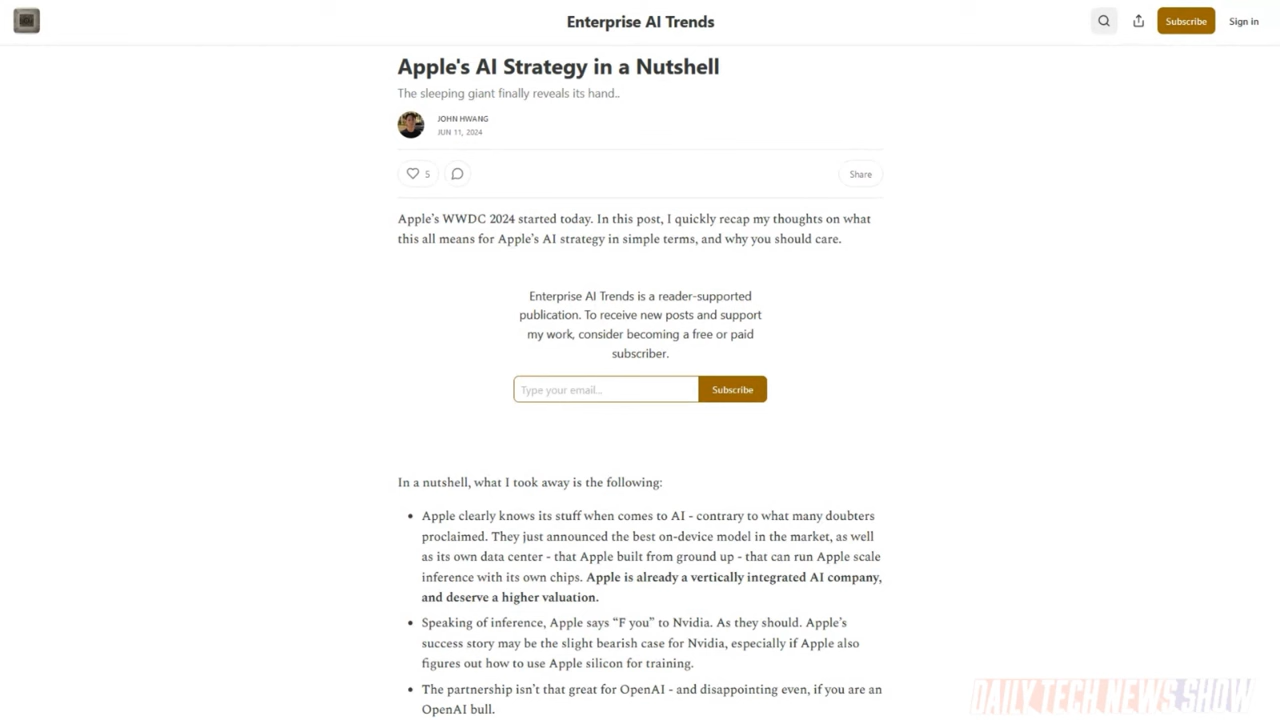 Enterprise AI Trends
Subscribe
Sign in
Apple's AI Strategy in a Nutshell
The sleeping giant finally reveals its hand..
JOHN HWANG
JUN 11, 2024
5
Share
Apple's WWDC 2024 started today. In this post, I quickly recap my thoughts on what
this all means for Apple's AI strategy in simple terms, and why you should care.
Enterprise AI Trends is a reader-supported
publication. To receive new posts and support
my work, consider becoming a free or paid
subscriber.
Type your email...
Subscribe
In a nutshell, what I took away is the following:
• Apple clearly knows its stuff when comes to AI - contrary to what many doubters
proclaimed. They just announced the best on-device model in the market, as well
as its own data center - that Apple built from ground up - that can run Apple scale
inference with its own chips. Apple is already a vertically integrated AI company,
and deserve a higher valuation.
• Speaking of inference, Apple says “F you” to Nvidia. As they should. Apple's
success story may be the slight bearish case for Nvidia, especially if Apple also
figures out how to use Apple silicon for training.
• The partnership isn't that great for OpenAI - and disappointing even, if you are an
OpenAI bull.
DAILY TECH NEWS SHOW